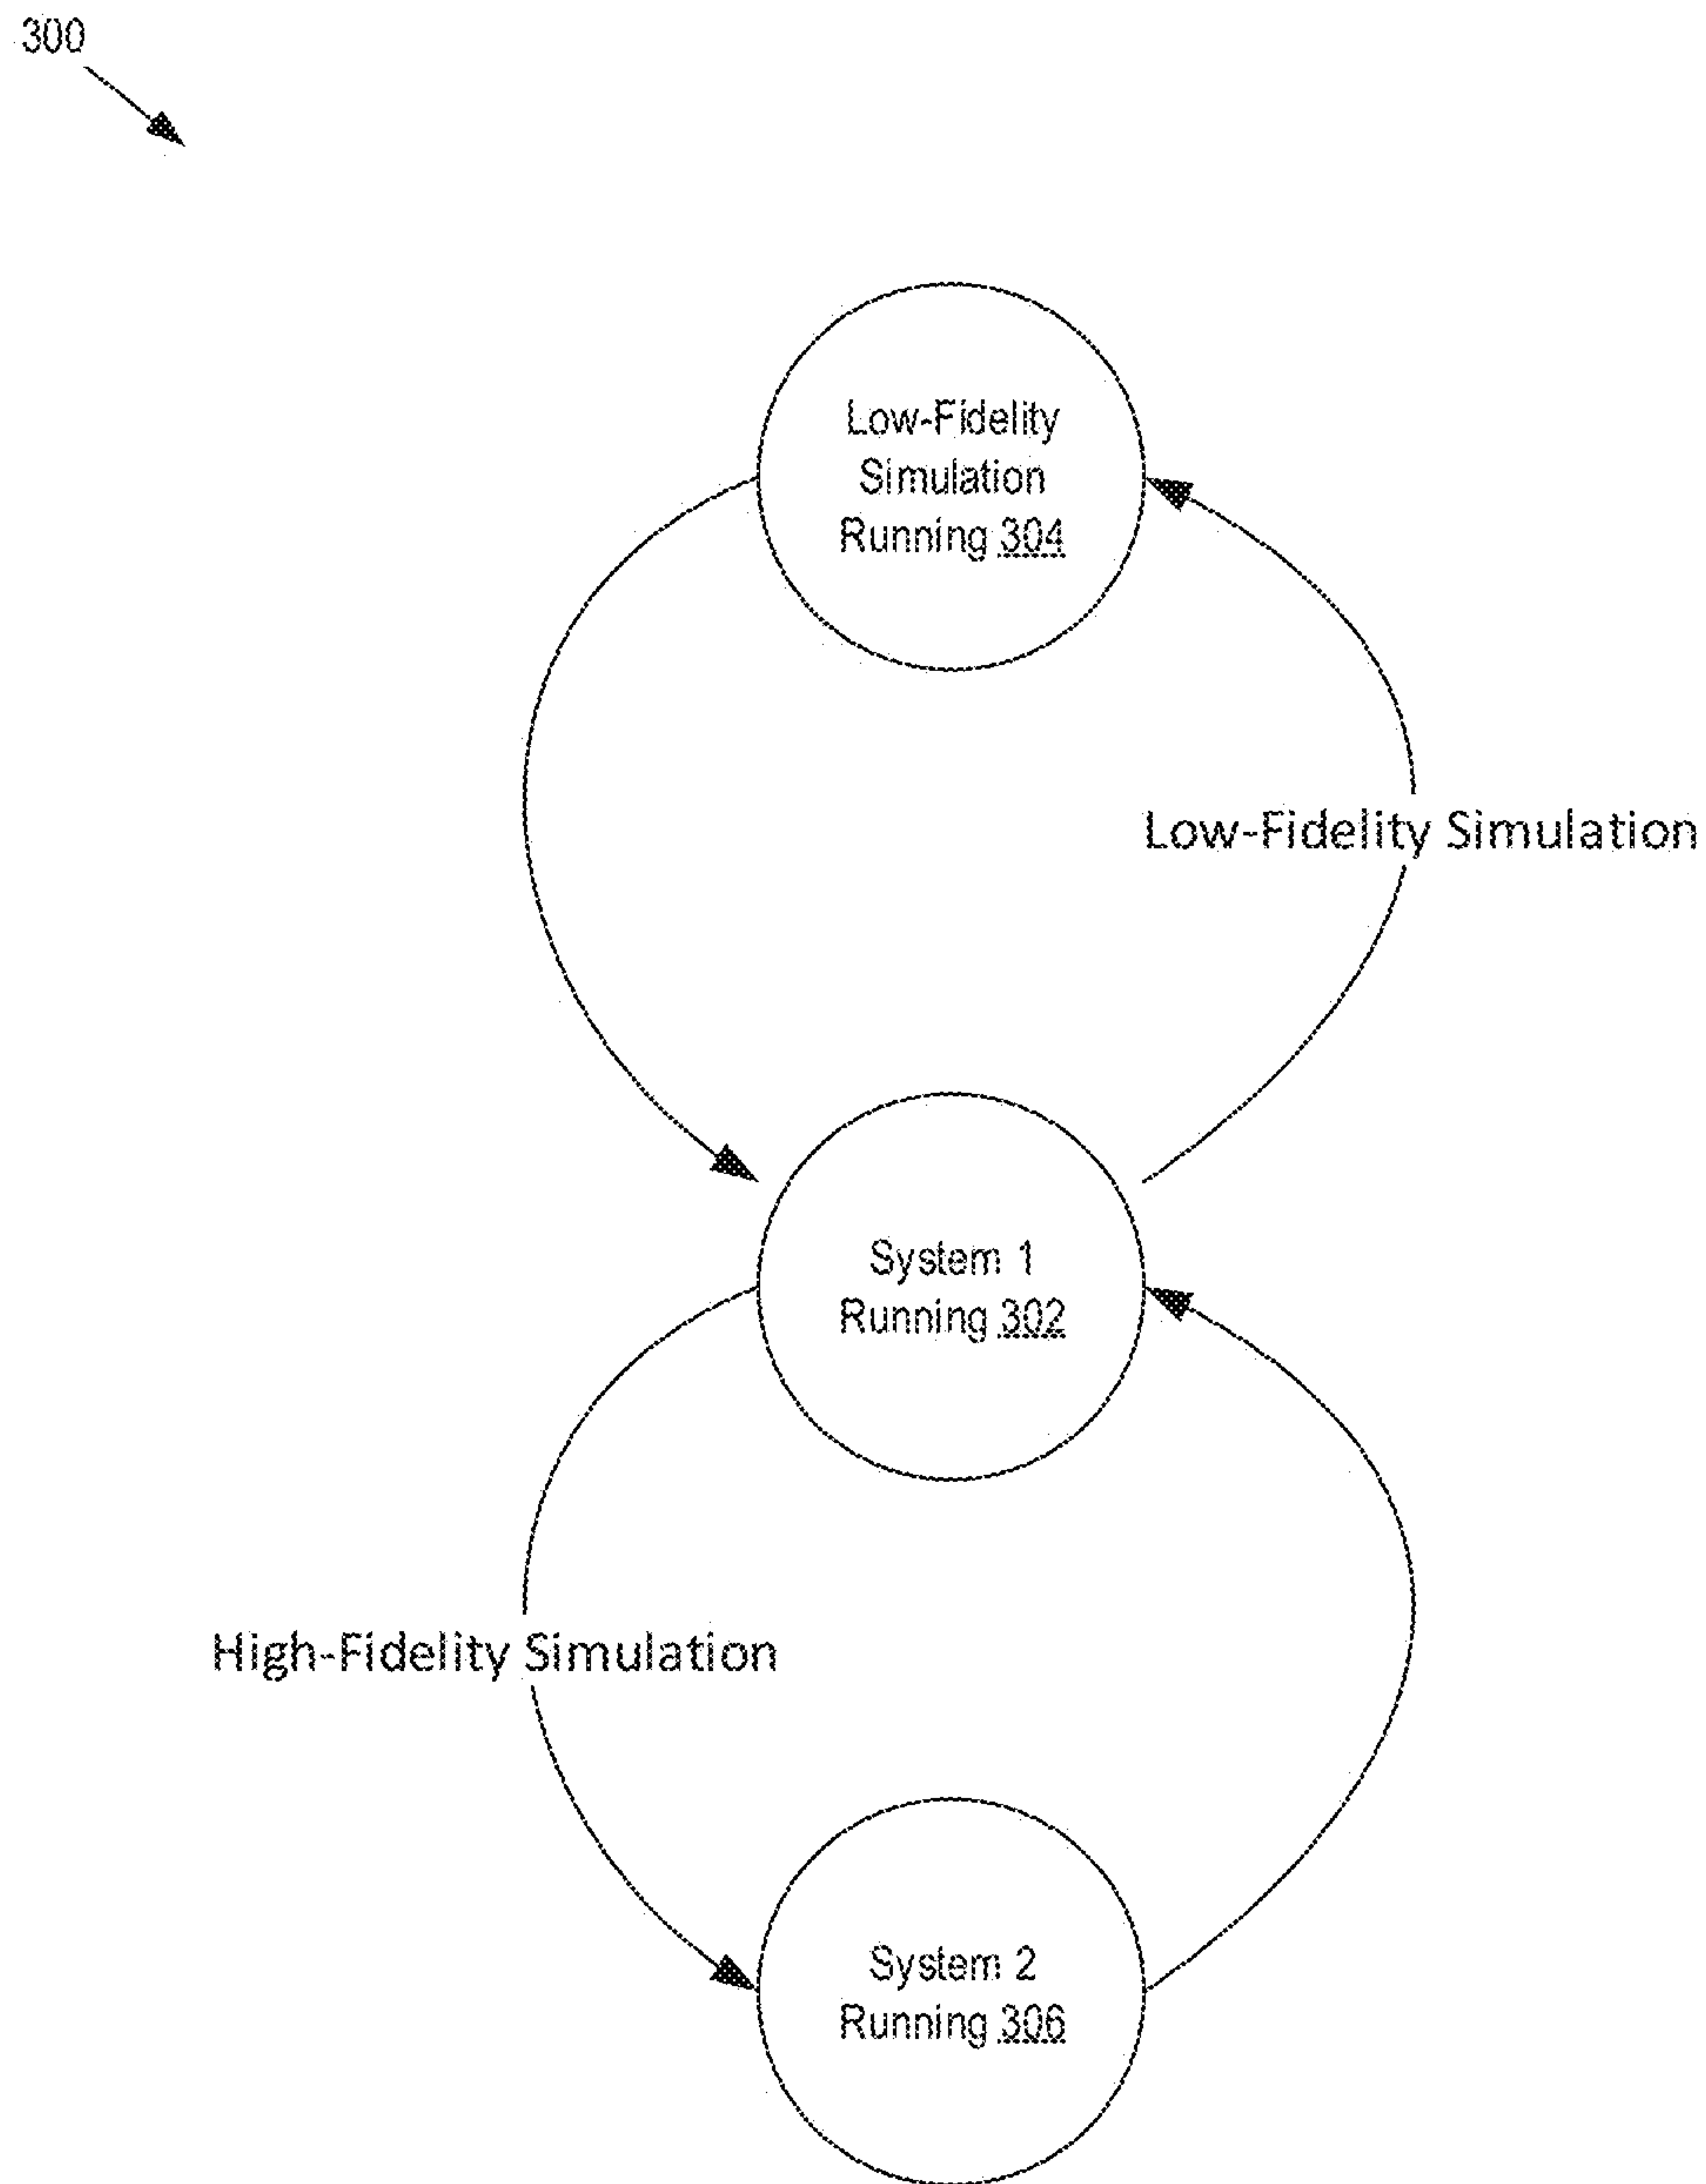 300
Low-Fidelity
Simulation
Running 304
Low-Fidelity Simulation
System 1
Running 302
High-Fidelity Simulation
System 2
Running 306